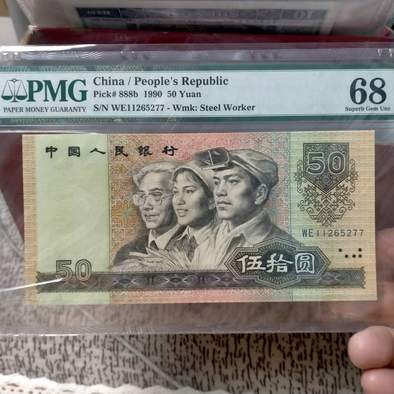 PMG
PAPER MONEY GUARANTY
China / People's Republic
Pick# 888b 1990 50 Yuan
S/N WE11265277 - Wmk: Steel Worker
68
Superb Gem Unc
中国人民银行
50
WE11265277
50
伍拾圆